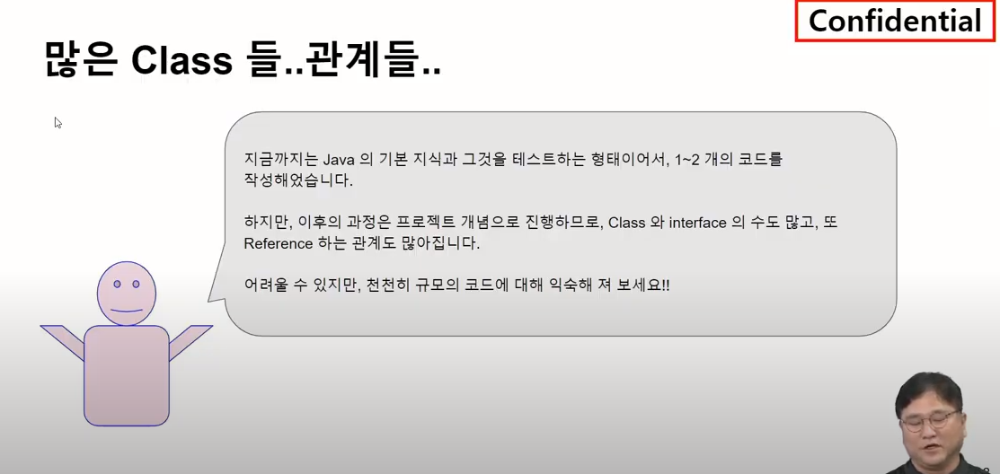 Confidential
많은 Class 들..관계들..
지금까지는 Java 의 기본 지식과 그것을 테스트하는 형태이어서, 1~2 개의 코드를
작성해었습니다.
하지만, 이후의 과정은 프로젝트 개념으로 진행하므로, Class 와 interface 의 수도 많고, 또
Reference 하는 관계도 많아집니다.
어려울 수 있지만, 천천히 규모의 코드에 대해 익숙해 져 보세요!!